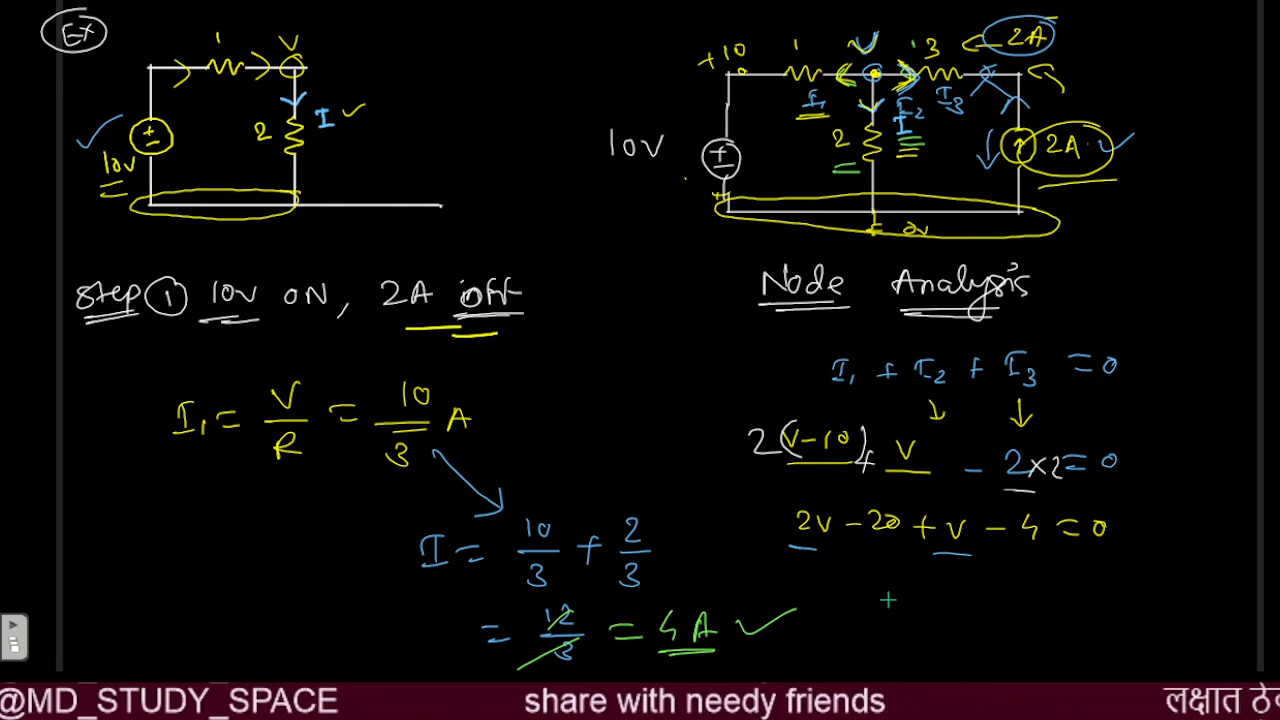 Ex
1 V
2 I
10V
+10 1 V 3 2A
I1 I2 I3
10V 2 I 2A
0V
Step ① 10V ON, 2A off
Node Analysis
I1 = V/R = 10/3 A
I = 10/3 + 2/3
= 12/3 = 4A
I1 + I2 + I3 = 0
2(V-10) + V - 2×2 = 0
2V - 20 + V - 4 = 0
@MD_STUDY_SPACE share with needy friends लक्षात ठे